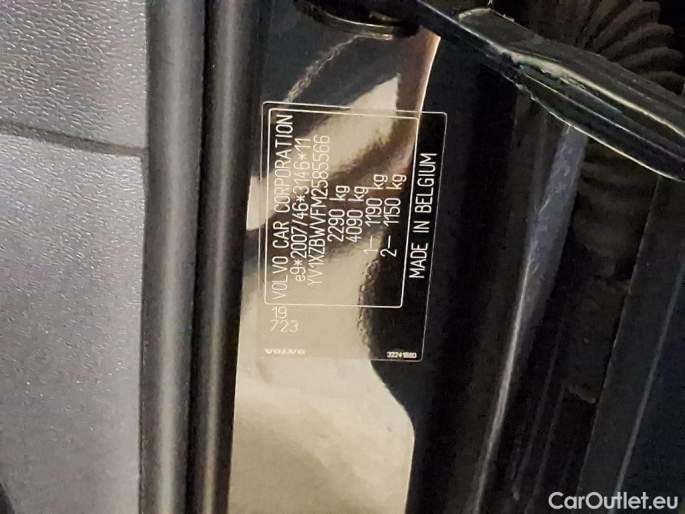 VOLVO CAR CORPORATION
e9*2007/46*3146*11
YV1XZBWVFM2585566
2290 kg
4090 kg
1– 1190 kg
2– 1150 kg
MADE IN BELGIUM
19
723
VOLVO
32241680
CarOutlet.eu